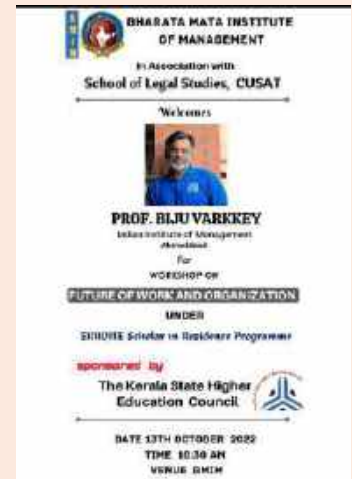 BHARATA MATA INSTITUTE
OF MANAGEMENT
In Association with
School of Legal Studies, CUSAT
Welcomes
PROF. BIJU VARKKEY
Indian Institute of Management
Ahmedabad
For
WORKSHOP ON
FUTURE OF WORK AND ORGANIZATION
UNDER
Scholar in Residence Programme
sponsored by
The Kerala State Higher
Education Council
DATE 13TH OCTOBER 2022
TIME 10:30 AM
VENUE BMIM